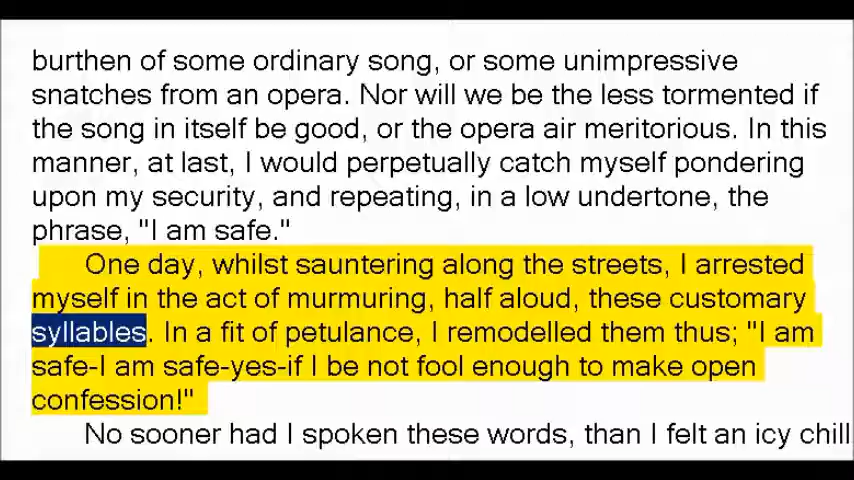 burthen of some ordinary song, or some unimpressive
snatches from an opera. Nor will we be the less tormented if
the song in itself be good, or the opera air meritorious. In this
manner, at last, I would perpetually catch myself pondering
upon my security, and repeating, in a low undertone, the
phrase, "I am safe."
One day, whilst sauntering along the streets, I arrested
myself in the act of murmuring, half aloud, these customary
syllables. In a fit of petulance, I remodelled them thus; "I am
safe-I am safe-yes-if I be not fool enough to make open
confession!"
No sooner had I spoken these words, than I felt an icy chill